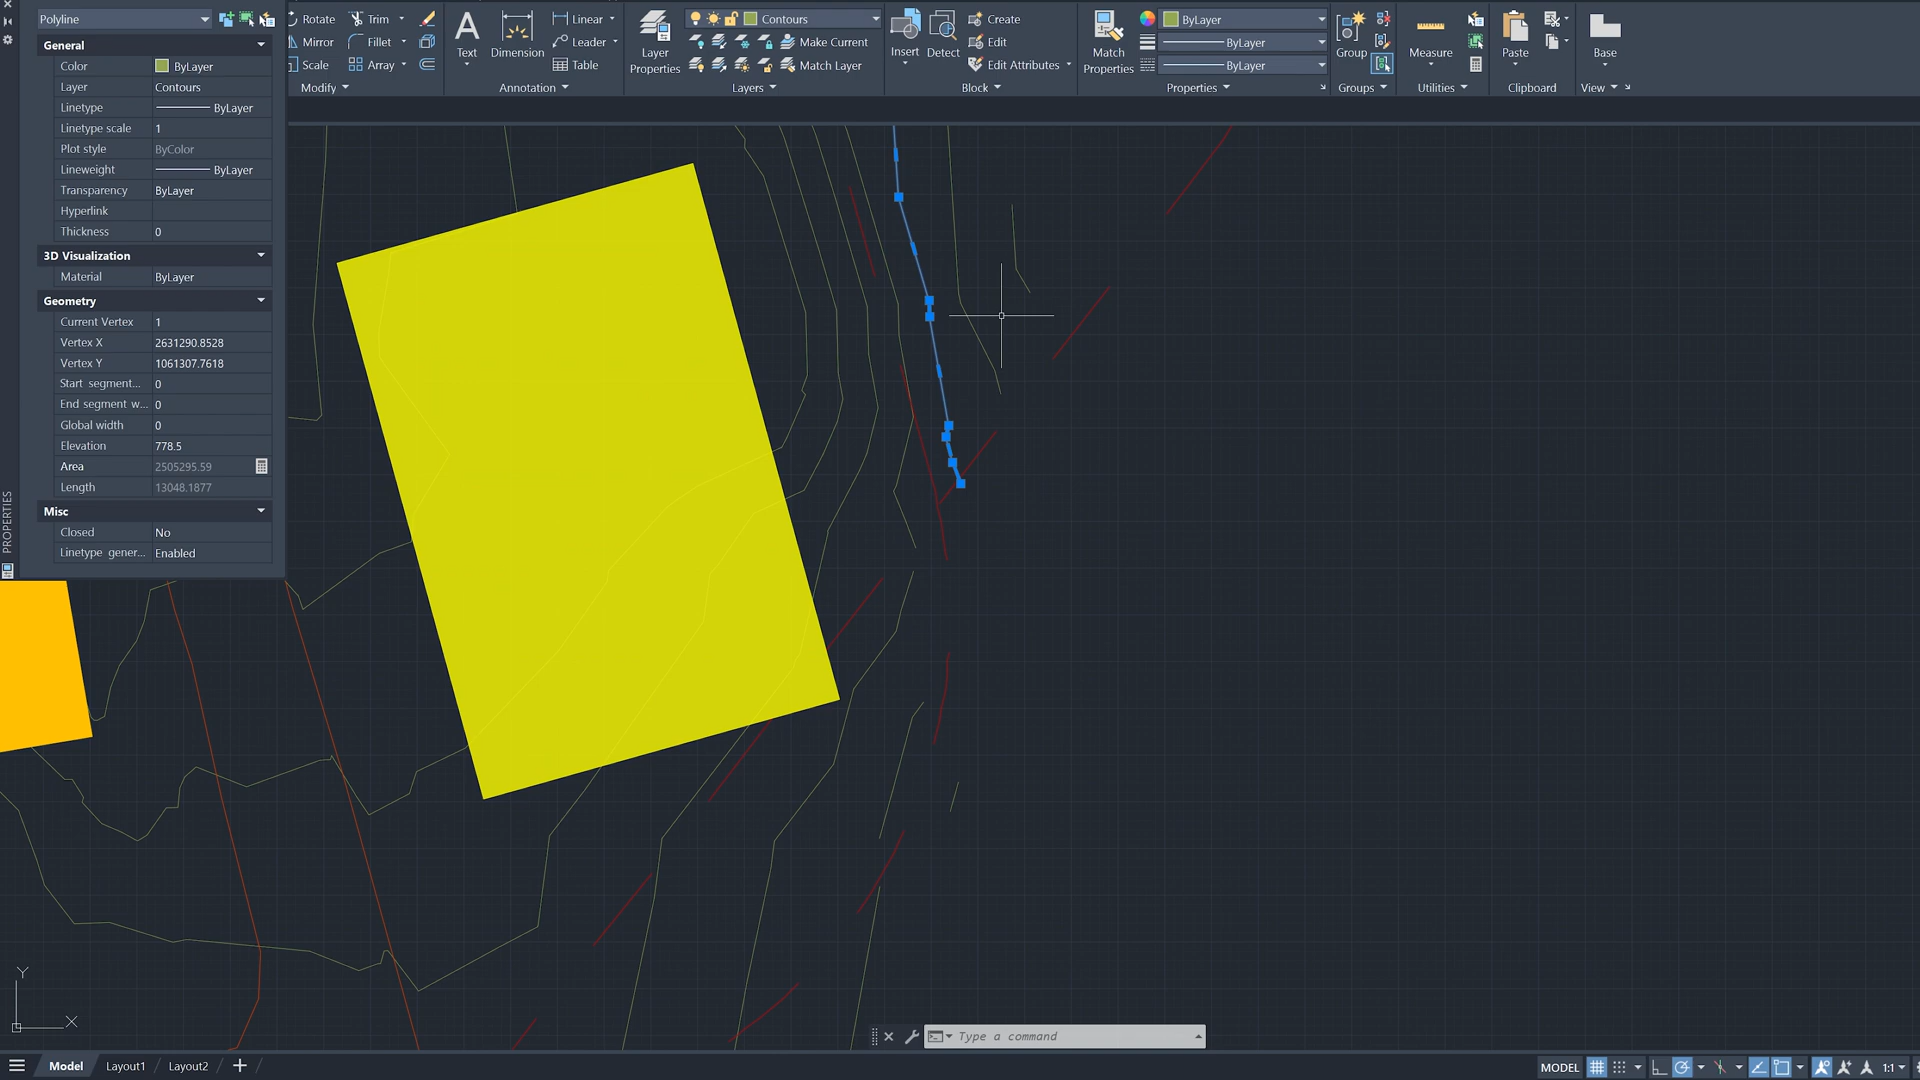 Polyline
General
Color ByLayer
Layer Contours
Linetype ByLayer
Linetype scale 1
Plot style ByColor
Lineweight ByLayer
Transparency ByLayer
Hyperlink
Thickness 0
3D Visualization
Material ByLayer
Geometry
Current Vertex 1
Vertex X 2631290.8528
Vertex Y 1061307.7618
Start segment... 0
End segment w... 0
Global width 0
Elevation 778.5
Area 2505295.59
Length 13048.1877
Misc
Closed No
Linetype gener... Enabled
PROPERTIES
Rotate Trim
Mirror Fillet
Scale Array
Modify
Text
Dimension
Linear
Leader
Table
Annotation
Layer
Properties
Contours
Make Current
Match Layer
Layers
Insert
Detect
Create
Edit
Edit Attributes
Block
Match
Properties
ByLayer
ByLayer
ByLayer
Properties
Group
Groups
Measure
Utilities
Paste
Clipboard
Base
View
Y
X
Type a command
Model Layout1 Layout2
MODEL
1:1